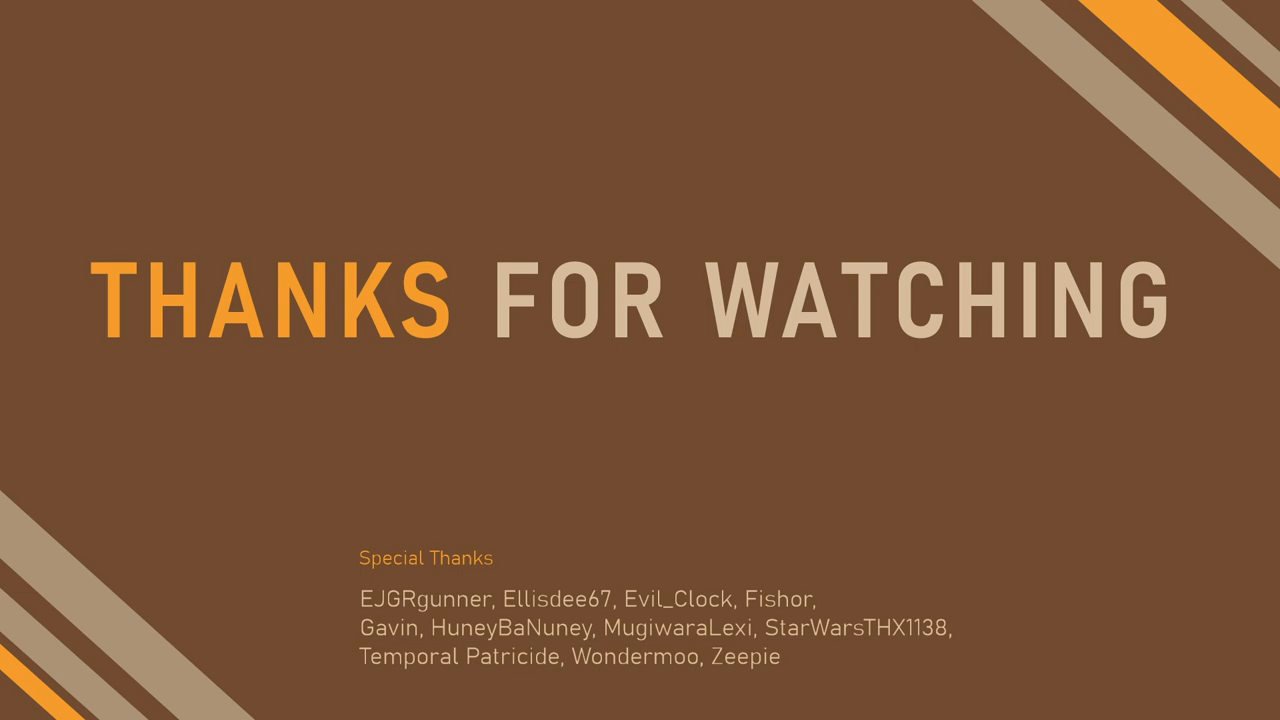 THANKS FOR WATCHING
Special Thanks
EJGRgunner, Ellisdee67, Evil_Clock, Fishor,
Gavin, HuneyBaNuney, MugiwaraLexi, StarWarsTHX1138,
Temporal Patricide, Wondermoo, Zeepie